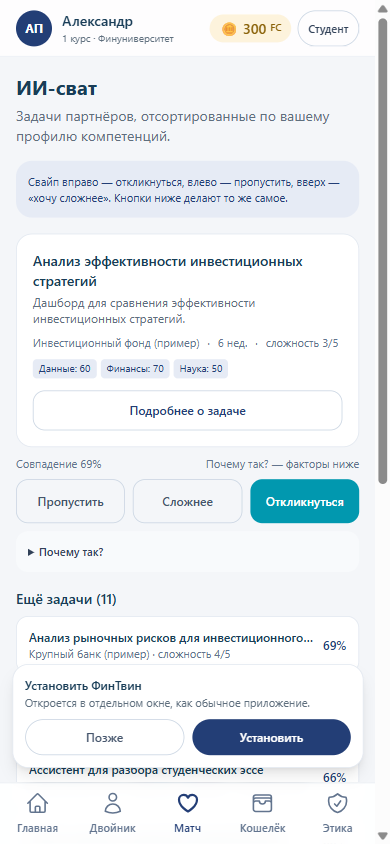 АП
Александр
1 курс · Финуниверситет
300 FC
Студент
ИИ-сват
Задачи партнёров, отсортированные по вашему
профилю компетенций.
Свайп вправо — откликнуться, влево — пропустить, вверх —
«хочу сложнее». Кнопки ниже делают то же самое.
Анализ эффективности инвестиционных
стратегий
Дашборд для сравнения эффективности
инвестиционных стратегий.
Инвестиционный фонд (пример) · 6 нед. · сложность 3/5
Данные: 60
Финансы: 70
Наука: 50
Подробнее о задаче
Совпадение 69%
Почему так? — факторы ниже
Пропустить
Сложнее
Откликнуться
▶ Почему так?
Ещё задачи (11)
Анализ рыночных рисков для инвестиционного...
69%
Крупный банк (пример) · сложность 4/5
Установить ФинТвин
Откроется в отдельном окне, как обычное приложение.
Позже
Установить
Ассистент для разбора студенческих эссе
66%
Главная
Двойник
Матч
Кошелёк
Этика